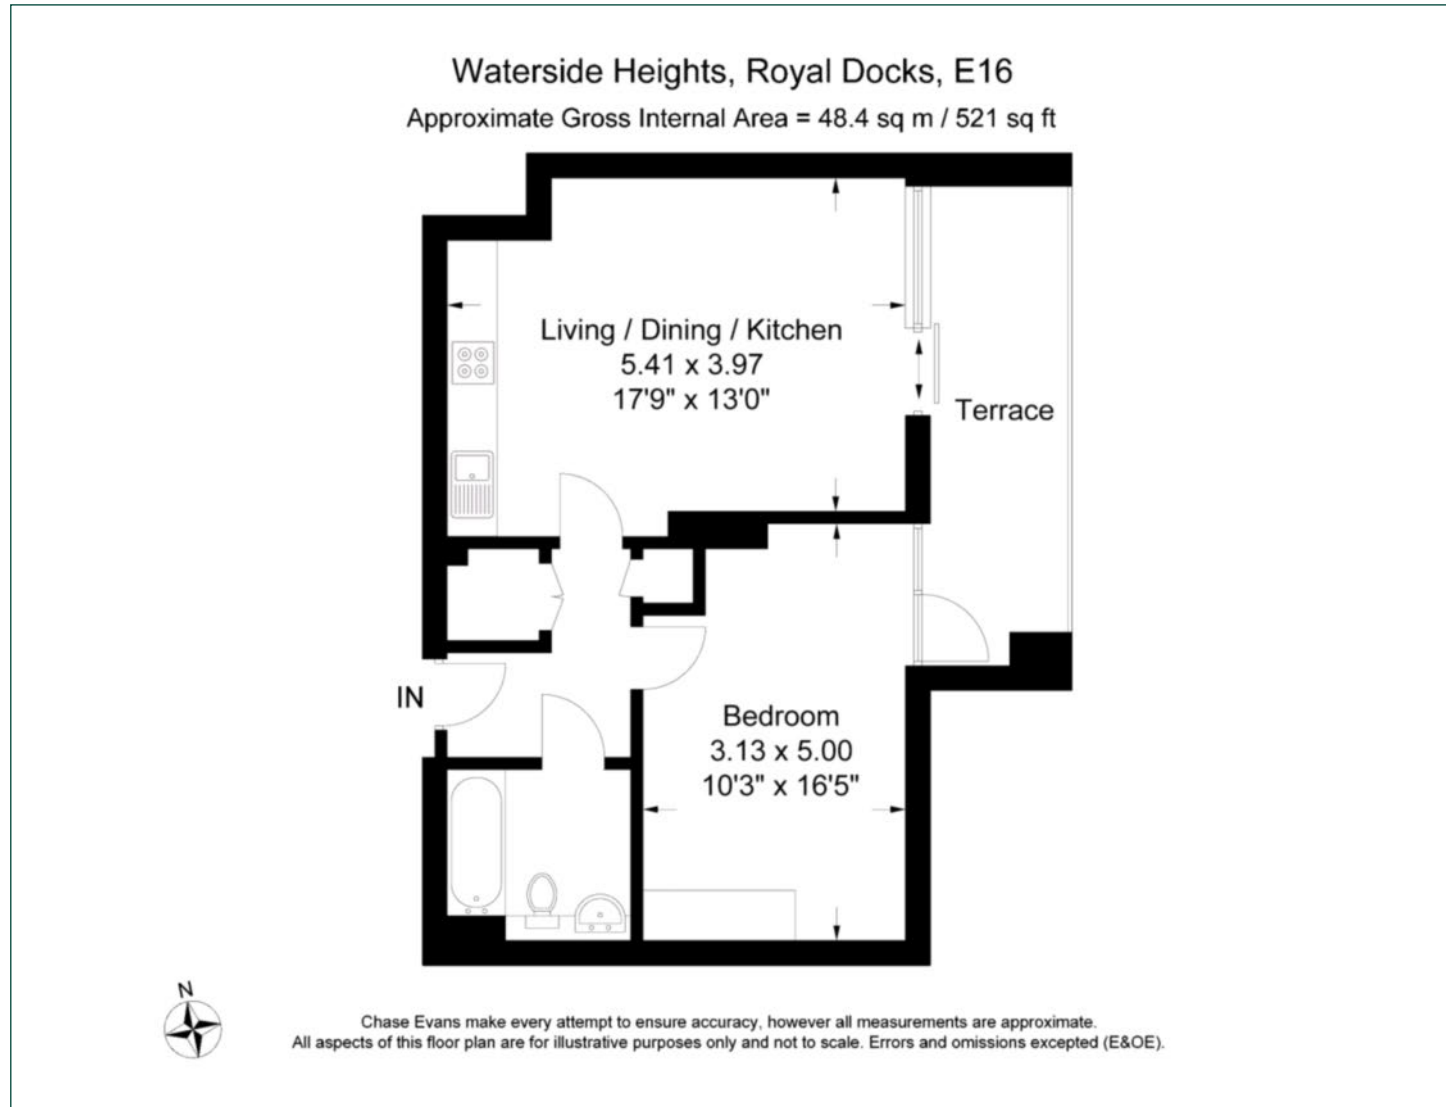 Waterside Heights, Royal Docks, E16
Approximate Gross Internal Area = 48.4 sq m / 521 sq ft
Living / Dining / Kitchen
5.41 x 3.97
17'9" x 13'0"
Terrace
IN
Bedroom
3.13 x 5.00
10'3" x 16'5"
N
Chase Evans make every attempt to ensure accuracy, however all measurements are approximate.
All aspects of this floor plan are for illustrative purposes only and not to scale. Errors and omissions excepted (E&OE).